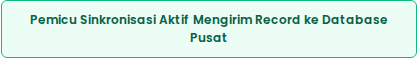 Pemicu Sinkronisasi Aktif Mengirim Record ke Database
Pusat